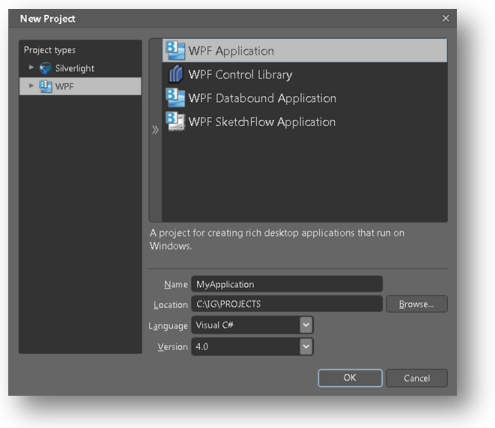 New Project
Project types
Silverlight
WPF
WPF Application
WPF Control Library
WPF Databound Application
WPF SketchFlow Application
A project for creating rich desktop applications that run on
Windows.
Name MyApplication
Location C:\IG\PROJECTS Browse...
Language Visual C#
Version 4.0
OK Cancel